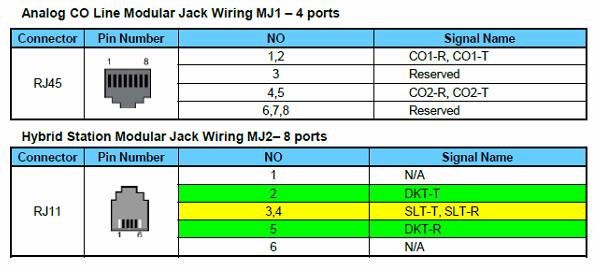 Analog CO Line Modular Jack Wiring MJ1 – 4 ports
Connector Pin Number NO Signal Name
RJ45 1 8 1,2 CO1-R, CO1-T
3 Reserved
4,5 CO2-R, CO2-T
6,7,8 Reserved
Hybrid Station Modular Jack Wiring MJ2– 8 ports
Connector Pin Number NO Signal Name
RJ11 1 6 1 N/A
2 DKT-T
3,4 SLT-T, SLT-R
5 DKT-R
6 N/A